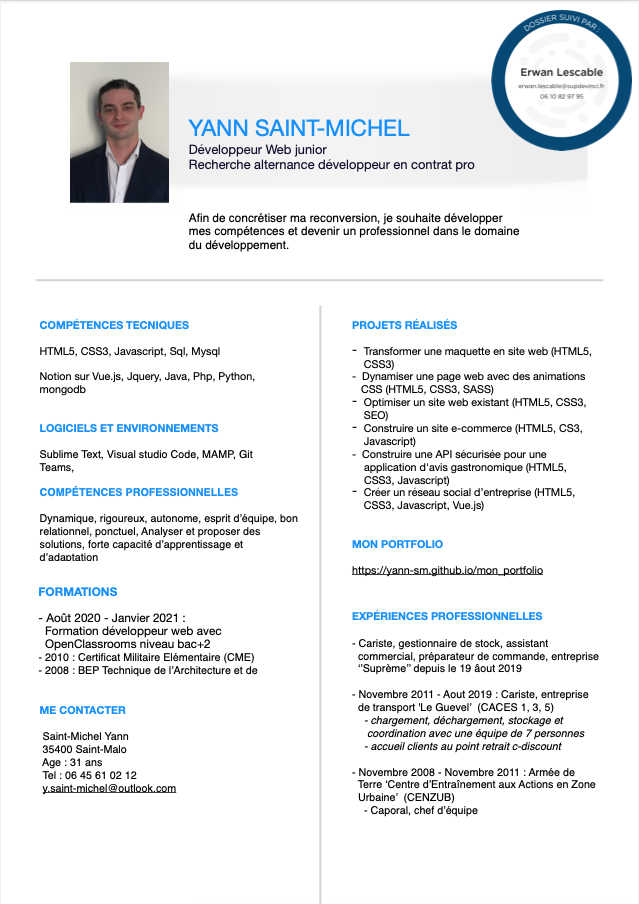 DOSSIER SUIVI PAR :
Erwan Lescable
erwan.lescable@supdevinci.fr
06 10 82 97 95
YANN SAINT-MICHEL
Développeur Web junior
Recherche alternance développeur en contrat pro
Afin de concrétiser ma reconversion, je souhaite développer
mes compétences et devenir un professionnel dans le domaine
du développement.
COMPÉTENCES TECNIQUES
HTML5, CSS3, Javascript, Sql, Mysql
Notion sur Vue.js, Jquery, Java, Php, Python,
mongodb
LOGICIELS ET ENVIRONNEMENTS
Sublime Text, Visual studio Code, MAMP, Git
Teams,
COMPÉTENCES PROFESSIONNELLES
Dynamique, rigoureux, autonome, esprit d'équipe, bon
relationnel, ponctuel, Analyser et proposer des
solutions, forte capacité d'apprentissage et
d'adaptation
FORMATIONS
- Août 2020 - Janvier 2021 :
Formation développeur web avec
OpenClassrooms niveau bac+2
- 2010 : Certificat Militaire Elémentaire (CME)
- 2008 : BEP Technique de l'Architecture et de
ME CONTACTER
Saint-Michel Yann
35400 Saint-Malo
Age : 31 ans
Tel : 06 45 61 02 12
y.saint-michel@outlook.com
PROJETS RÉALISÉS
- Transformer une maquette en site web (HTML5,
CSS3)
- Dynamiser une page web avec des animations
CSS (HTML5, CSS3, SASS)
- Optimiser un site web existant (HTML5, CSS3,
SEO)
- Construire un site e-commerce (HTML5, CS3,
Javascript)
- Construire une API sécurisée pour une
application d'avis gastronomique (HTML5,
CSS3, Javascript)
- Créer un réseau social d'entreprise (HTML5,
CSS3, Javascript, Vue.js)
MON PORTFOLIO
https://yann-sm.github.io/mon_portfolio
EXPÉRIENCES PROFESSIONNELLES
- Cariste, gestionnaire de stock, assistant
commercial, préparateur de commande, entreprise
‘'Suprème’' depuis le 19 âout 2019
- Novembre 2011 - Aout 2019 : Cariste, entreprise
de transport 'Le Guevel' (CACES 1, 3, 5)
- chargement, déchargement, stockage et
coordination avec une équipe de 7 personnes
- accueil clients au point retrait c-discount
- Novembre 2008 - Novembre 2011 : Armée de
Terre 'Centre d'Entraînement aux Actions en Zone
Urbaine' (CENZUB)
- Caporal, chef d'équipe